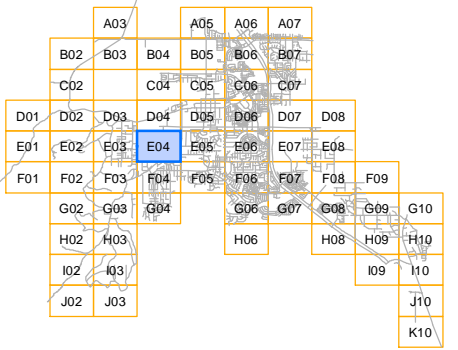 A03 A05 A06 A07
B02 B03 B04 B05 B06 B07
C02 C04 C05 C06 C07
D01 D02 D03 D04 D05 D06 D07 D08
E01 E02 E03 E04 E05 E06 E07 E08
F01 F02 F03 F04 F05 F06 F07 F08 F09
G02 G03 G04 G06 G07 G08 G09 G10
H02 H03 H06 H08 H09 H10
I02 I03 I09 I10
J02 J03 J10
K10